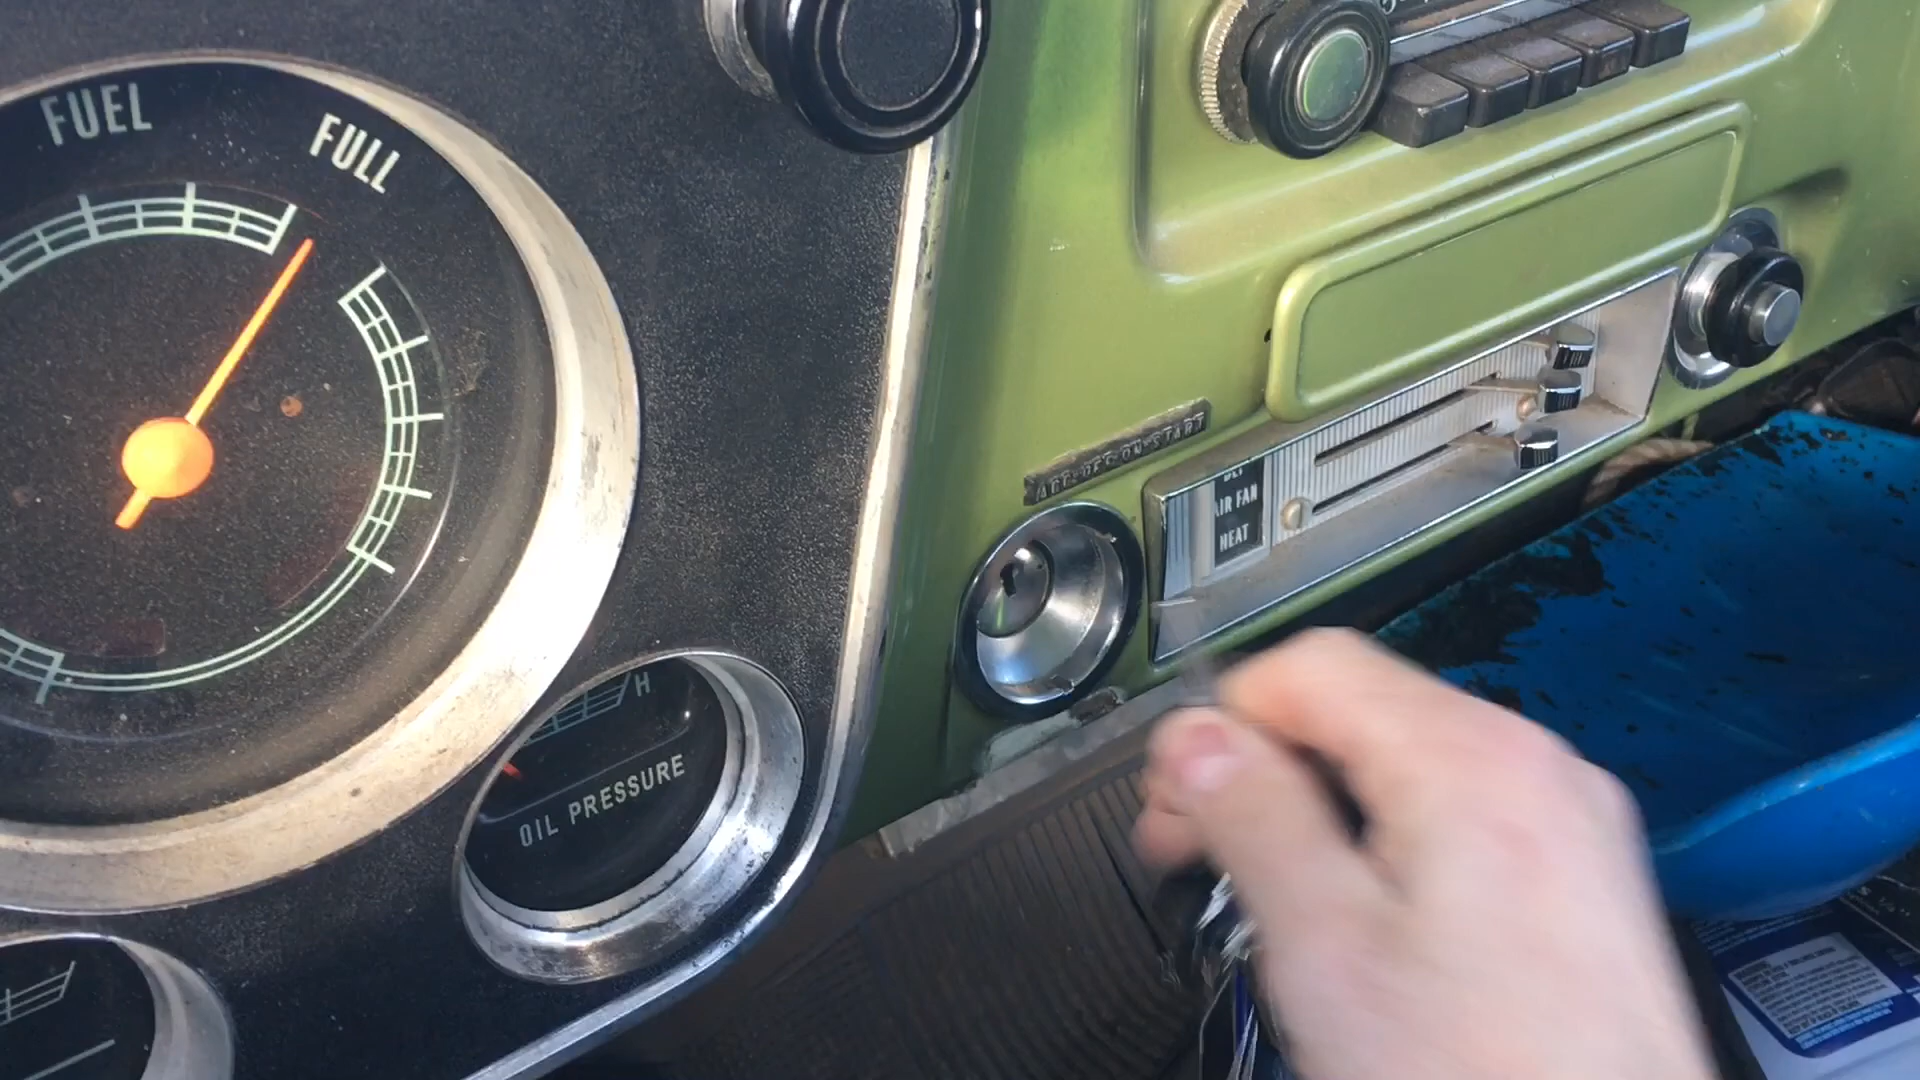 FUEL
FULL
ACC•OFF•ON•START
AIR FAN
HEAT
H
OIL PRESSURE